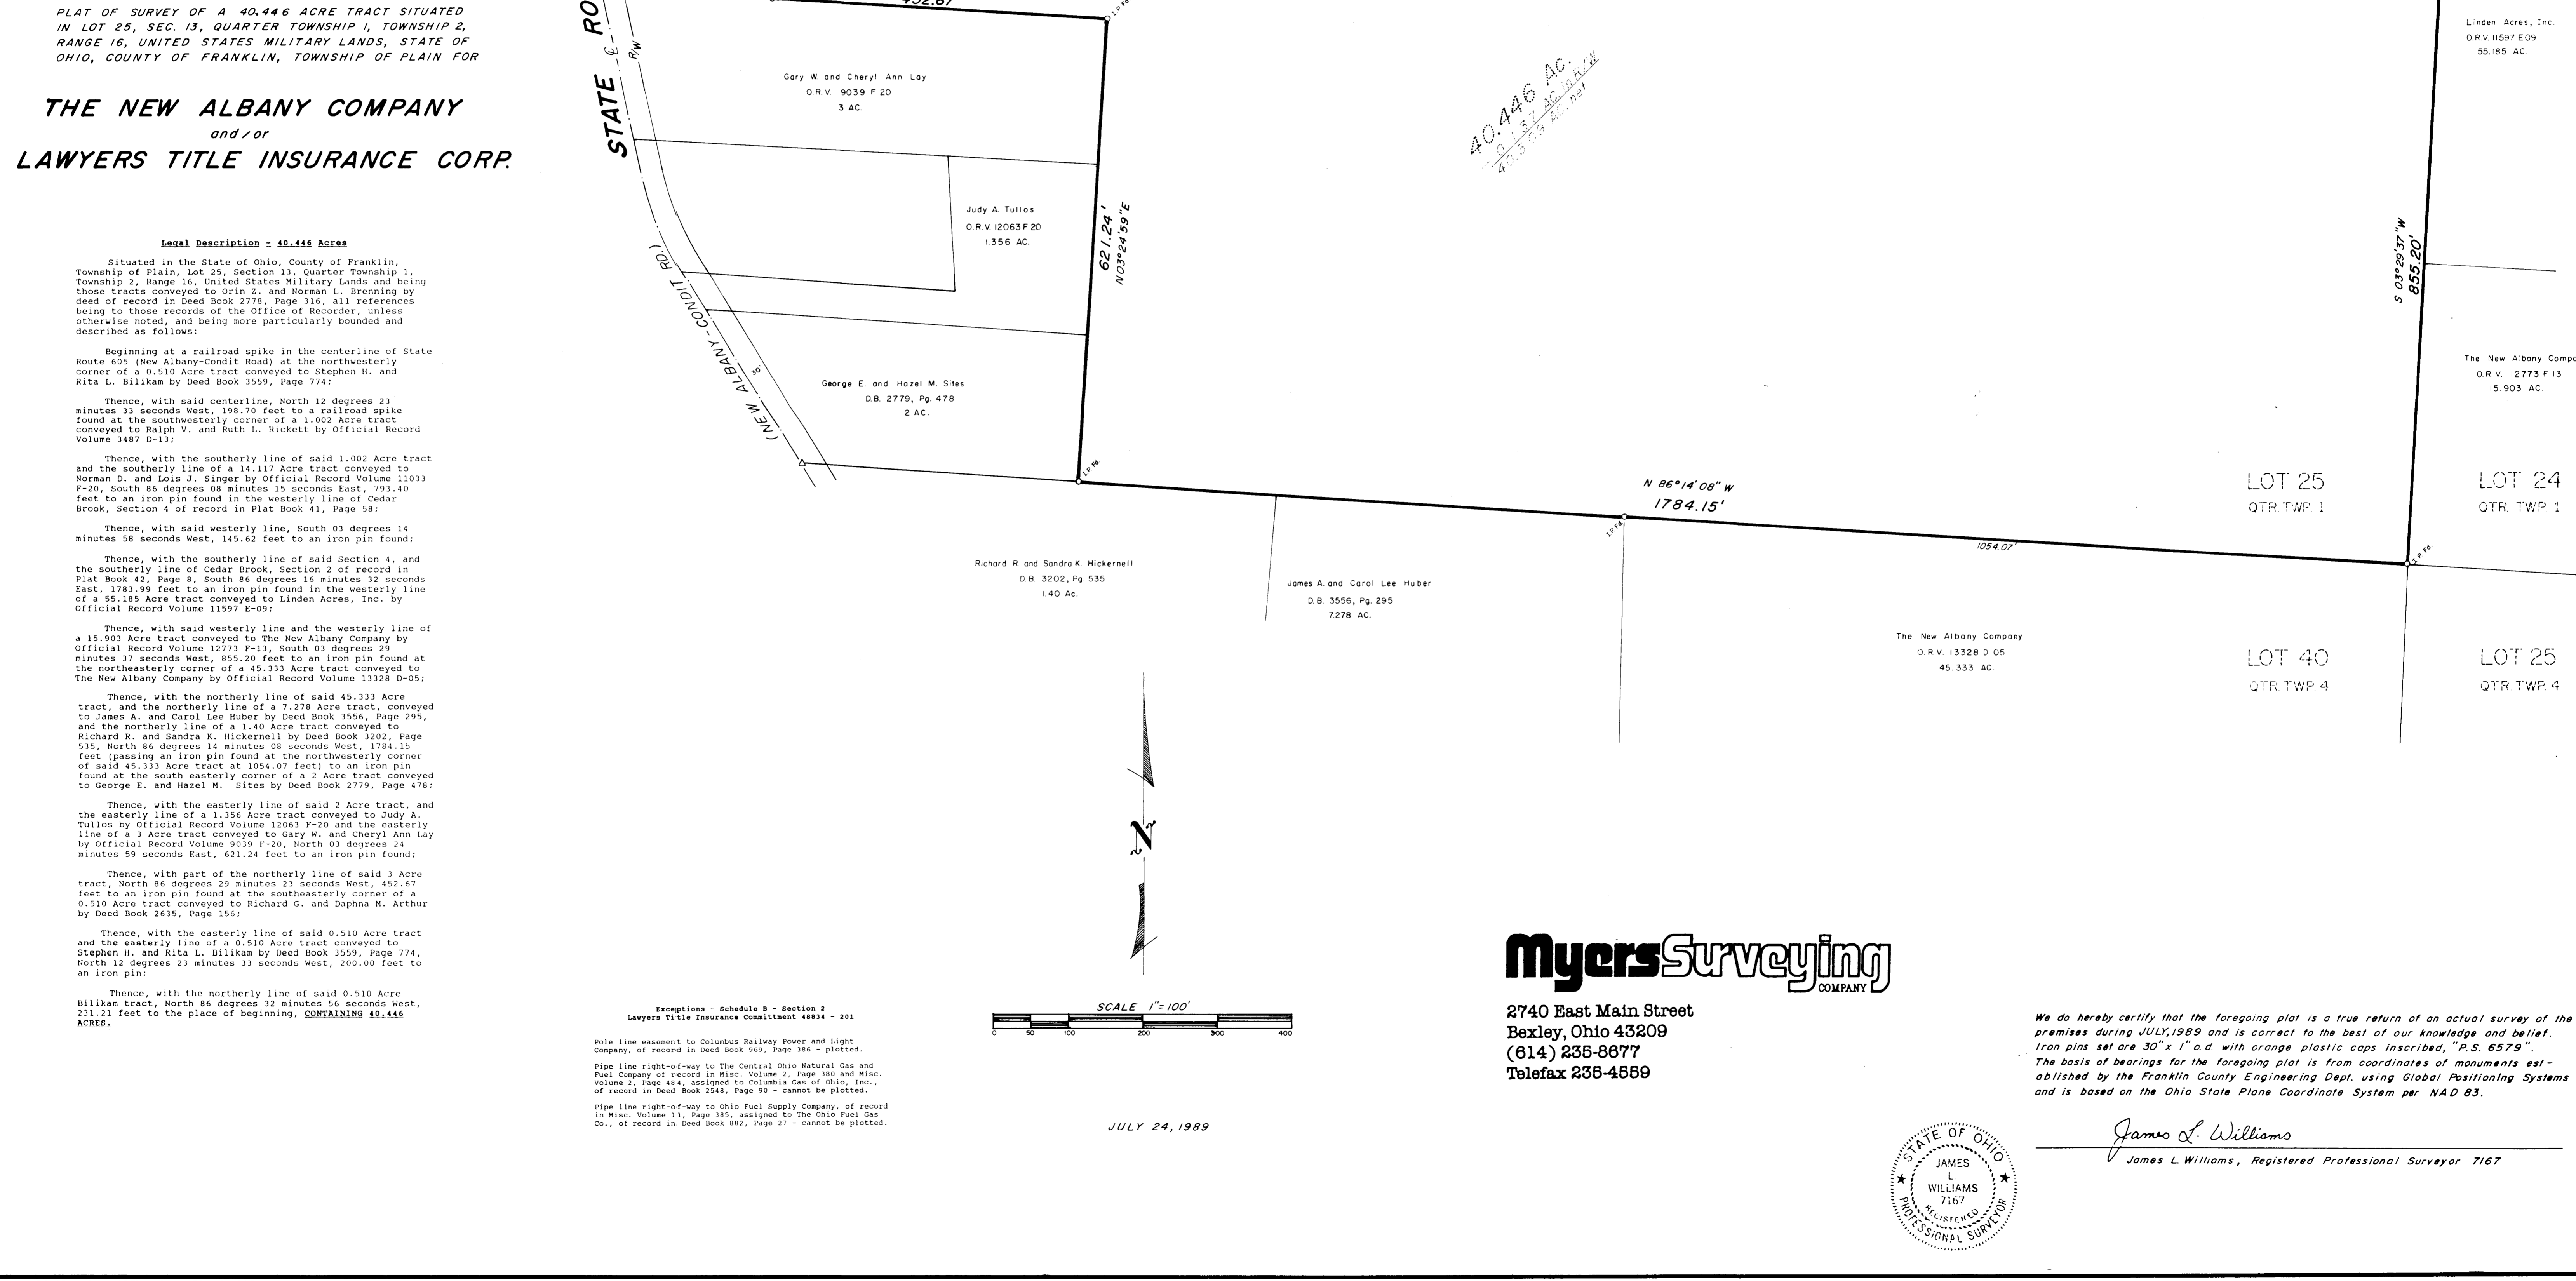 PLAT OF SURVEY OF A 40.446 ACRE TRACT SITUATED
IN LOT 25, SEC. 13, QUARTER TOWNSHIP 1, TOWNSHIP 2,
RANGE 16, UNITED STATES MILITARY LANDS, STATE OF
OHIO, COUNTY OF FRANKLIN, TOWNSHIP OF PLAIN FOR
THE NEW ALBANY COMPANY
and/or
LAWYERS TITLE INSURANCE CORP.
Legal Description - 40.446 Acres
Situated in the State of Ohio, County of Franklin,
Township of Plain, Lot 25, Section 13, Quarter Township 1,
Township 2, Range 16, United States Military Lands and being
those tracts conveyed to Orin Z. and Norman L. Brenning by
deed of record in Deed Book 2778, Page 316, all references
being to those records of the Office of Recorder, unless
otherwise noted, and being more particularly bounded and
described as follows:
Beginning at a railroad spike in the centerline of State
Route 605 (New Albany-Condit Road) at the northwesterly
corner of a 0.510 Acre tract conveyed to Stephen H. and
Rita L. Bilikam by Deed Book 3559, Page 774;
Thence, with said centerline, North 12 degrees 23
minutes 33 seconds West, 198.70 feet to a railroad spike
found at the southwesterly corner of a 1.002 Acre tract
conveyed to Ralph V. and Ruth L. Rickett by Official Record
Volume 3487 D-13;
Thence, with the southerly line of said 1.002 Acre tract
and the southerly line of a 14.117 Acre tract conveyed to
Norman D. and Lois J. Singer by Official Record Volume 11033
F-20, South 86 degrees 08 minutes 15 seconds East, 793.40
feet to an iron pin found in the westerly line of Cedar
Brook, Section 4 of record in Plat Book 41, Page 58;
Thence, with said westerly line, South 03 degrees 14
minutes 58 seconds West, 145.62 feet to an iron pin found;
Thence, with the southerly line of said Section 4, and
the southerly line of Cedar Brook, Section 2 of record in
Plat Book 42, Page 8, South 86 degrees 16 minutes 32 seconds
East, 1783.99 feet to an iron pin found in the westerly line
of a 55.185 Acre tract conveyed to Linden Acres, Inc. by
Official Record Volume 11597 E-09;
Thence, with said westerly line and the westerly line of
a 15.903 Acre tract conveyed to The New Albany Company by
Official Record Volume 12773 F-13, South 03 degrees 29
minutes 37 seconds West, 855.20 feet to an iron pin found at
the northeasterly corner of a 45.333 Acre tract conveyed to
The New Albany Company by Official Record Volume 13328 D-05;
Thence, with the northerly line of said 45.333 Acre
tract, and the northerly line of a 7.278 Acre tract, conveyed
to James A. and Carol Lee Huber by Deed Book 3556, Page 295,
and the northerly line of a 1.40 Acre tract conveyed to
Richard R. and Sandra K. Hickernell by Deed Book 3202, Page
535, North 86 degrees 14 minutes 08 seconds West, 1784.15
feet (passing an iron pin found at the northwesterly corner
of said 45.333 Acre tract at 1054.07 feet) to an iron pin
found at the south easterly corner of a 2 Acre tract conveyed
to George E. and Hazel M. Sites by Deed Book 2779, Page 478;
Thence, with the easterly line of said 2 Acre tract, and
the easterly line of a 1.356 Acre tract conveyed to Judy A.
Tullos by Official Record Volume 12063 F-20 and the easterly
line of a 3 Acre tract conveyed to Gary W. and Cheryl Ann Lay
by Official Record Volume 9039 F-20, North 03 degrees 24
minutes 59 seconds East, 621.24 feet to an iron pin found;
Thence, with part of the northerly line of said 3 Acre
tract, North 86 degrees 29 minutes 23 seconds West, 452.67
feet to an iron pin found at the southeasterly corner of a
0.510 Acre tract conveyed to Richard G. and Daphna M. Arthur
by Deed Book 2635, Page 156;
Thence, with the easterly line of said 0.510 Acre tract
and the easterly line of a 0.510 Acre tract conveyed to
Stephen H. and Rita L. Bilikam by Deed Book 3559, Page 774,
North 12 degrees 23 minutes 33 seconds West, 200.00 feet to
an iron pin;
Thence, with the northerly line of said 0.510 Acre
Bilikam tract, North 86 degrees 32 minutes 56 seconds West,
231.21 feet to the place of beginning, CONTAINING 40.446
ACRES.
STATE RO
℄
R/W
(NEW ALBANY-CONDIT RD.)
30'
452.67
I.P. Fd.
Gary W. and Cheryl Ann Lay
O.R.V. 9039 F 20
3 AC.
Judy A. Tullos
O.R.V. 12063 F 20
1.356 AC.
621.24'
N 03° 24' 59" E
George E. and Hazel M. Sites
D.B. 2779, Pg. 478
2 AC.
I.P. Fd.
40.446 Ac.
0.137 AC. in R/W
40.309 AC. net
Linden Acres, Inc.
O.R.V. 11597 E09
55.185 AC.
S 03° 29' 37" W
855.20'
The New Albany Compa
O.R.V. 12773 F 13
15.903 AC.
N 86° 14' 08" W
1784.15'
I.P. Fd.
1054.07'
I.P. Fd.
LOT 25
QTR. TWP. 1
LOT 24
QTR. TWP. 1
Richard R. and Sandra K. Hickernell
D.B. 3202, Pg. 535
1.40 Ac.
James A. and Carol Lee Huber
D.B. 3556, Pg. 295
7.278 AC.
The New Albany Company
O.R.V. 13328 D 05
45.333 AC.
LOT 40
QTR. TWP. 4
LOT 25
QTR. TWP. 4
N
SCALE 1"=100'
0 50 100 200 300 400
JULY 24, 1989
Exceptions - Schedule B - Section 2
Lawyers Title Insurance Committment 48834 - 201
Pole line easement to Columbus Railway Power and Light
Company, of record in Deed Book 969, Page 386 - plotted.
Pipe line right-of-way to The Central Ohio Natural Gas and
Fuel Company of record in Misc. Volume 2, Page 380 and Misc.
Volume 2, Page 484, assigned to Columbia Gas of Ohio, Inc.,
of record in Deed Book 2548, Page 90 - cannot be plotted.
Pipe line right-of-way to Ohio Fuel Supply Company, of record
in Misc. Volume 11, Page 385, assigned to The Ohio Fuel Gas
Co., of record in Deed Book 882, Page 27 - cannot be plotted.
Myers Surveying
COMPANY
2740 East Main Street
Bexley, Ohio 43209
(614) 235-8677
Telefax 235-4559
We do hereby certify that the foregoing plat is a true return of an actual survey of the
premises during JULY, 1989 and is correct to the best of our knowledge and belief.
Iron pins set are 30" x 1" o.d. with orange plastic caps inscribed, "P.S. 6579".
The basis of bearings for the foregoing plat is from coordinates of monuments est-
ablished by the Franklin County Engineering Dept. using Global Positioning Systems
and is based on the Ohio State Plane Coordinate System per NAD 83.
James L. Williams
James L. Williams, Registered Professional Surveyor 7167
STATE OF OHIO
JAMES
L.
WILLIAMS
7167
REGISTERED
PROFESSIONAL SURVEYOR